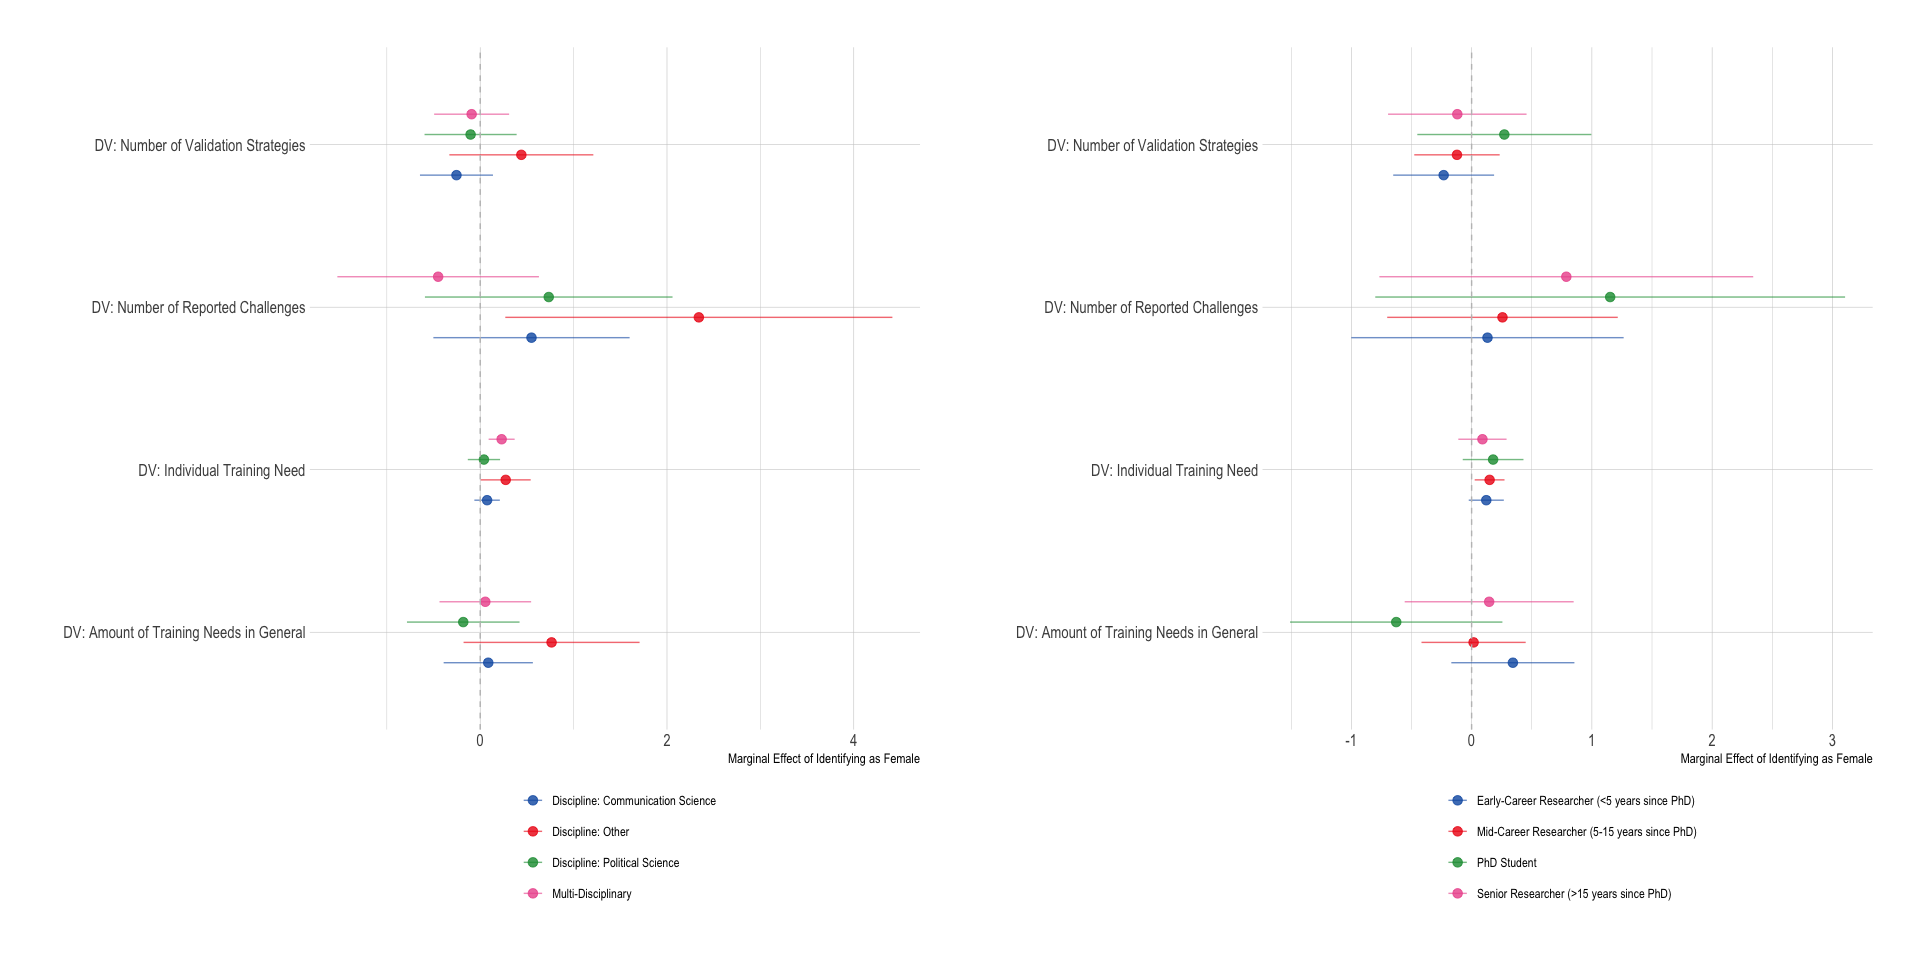 DV: Number of Validation Strategies
DV: Number of Reported Challenges
DV: Individual Training Need
DV: Amount of Training Needs in General
0 2 4
Marginal Effect of Identifying as Female
Discipline: Communication Science
Discipline: Other
Discipline: Political Science
Multi-Disciplinary
DV: Number of Validation Strategies
DV: Number of Reported Challenges
DV: Individual Training Need
DV: Amount of Training Needs in General
-1 0 1 2 3
Marginal Effect of Identifying as Female
Early-Career Researcher (<5 years since PhD)
Mid-Career Researcher (5-15 years since PhD)
PhD Student
Senior Researcher (>15 years since PhD)